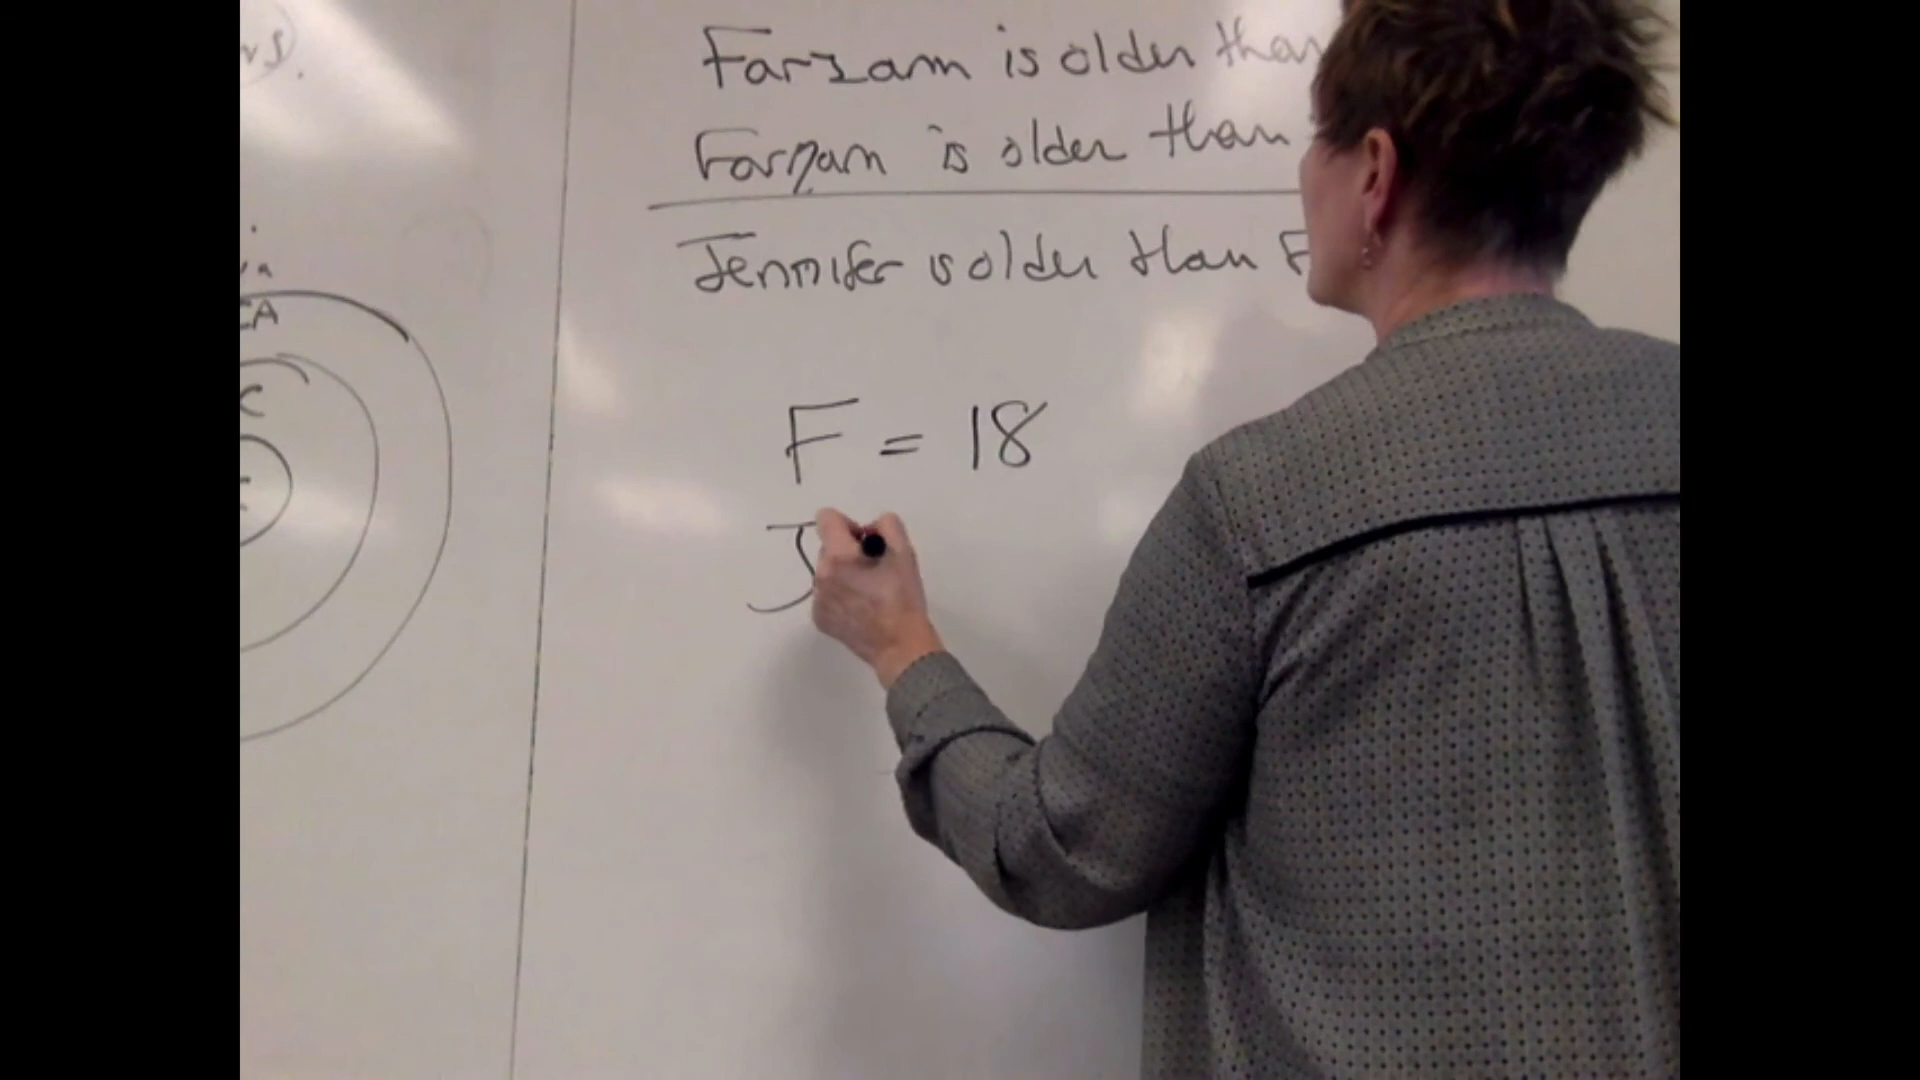 Farzam is older than
Farzam is older than
Jennifer is older than F
F = 18
J
A
C